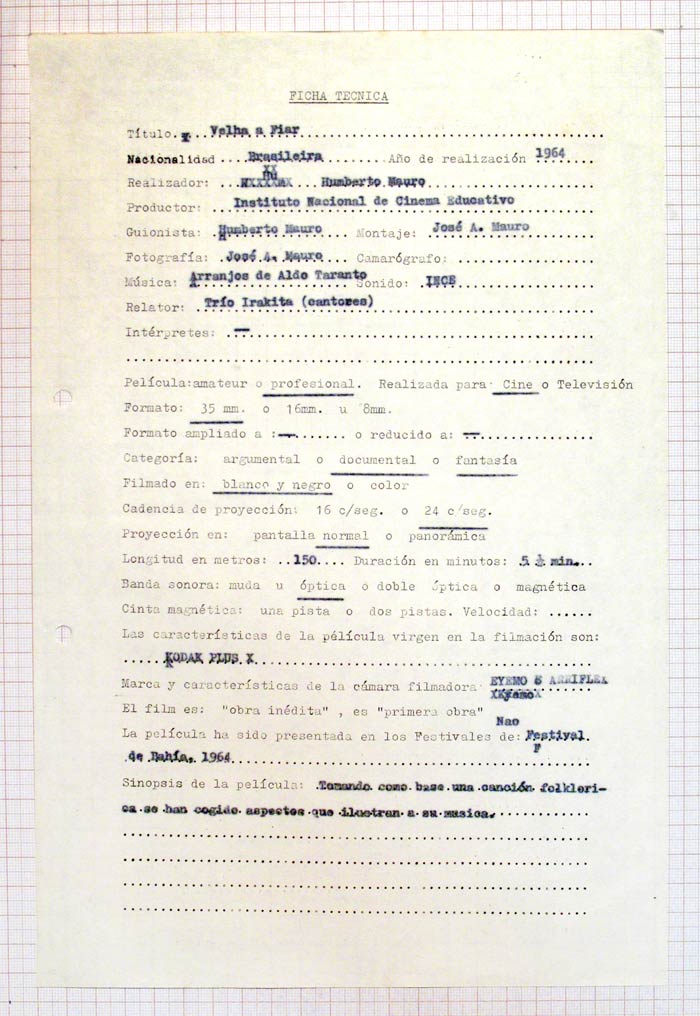 FICHA TECNICA
Título. Velha a Fiar
Nacionalidad ....Brasileira........ Año de realización 1964
Hu
Realizador: Humberto Mauro
Productor: Instituto Nacional de Cinema Educativo
Guionista: Humberto Mauro Montaje: José A. Mauro
Fotografía: José A. Mauro Camarógrafo:
Música: Arranjos de Aldo Taranto Sonido: INCE
Relator: Trío Irakita (cantores)
Intérpretes: —
Película:amateur o profesional. Realizada para: Cine o Televisión
Formato: 35 mm. o 16mm. u 8mm.
Formato ampliado a :—........ o reducido a: —
Categoría: argumental o documental o fantasía
Filmado en: blanco y negro o color
Cadencia de proyección: 16 c/seg. o 24 c/seg.
Proyección en: pantalla normal o panorámica
Longitud en metros: ..150.... Duración en minutos: 5 ½ min...
Banda sonora: muda u óptica o doble óptica o magnética
Cinta magnética: una pista o dos pistas. Velocidad: ......
Las características de la película virgen en la filmación son:
KODAK PLUS X
Marca y características de la cámara filmadora EYEMO E ARRIFLEX
El film es: "obra inédita" , es "primera obra"
Nao
La película ha sido presentada en los Festivales de: Festival
de Bahía, 1964
Sinopsis de la película: Tomando como base una canción folklori-
ca se han cogido aspectos que ilustran a su musica.